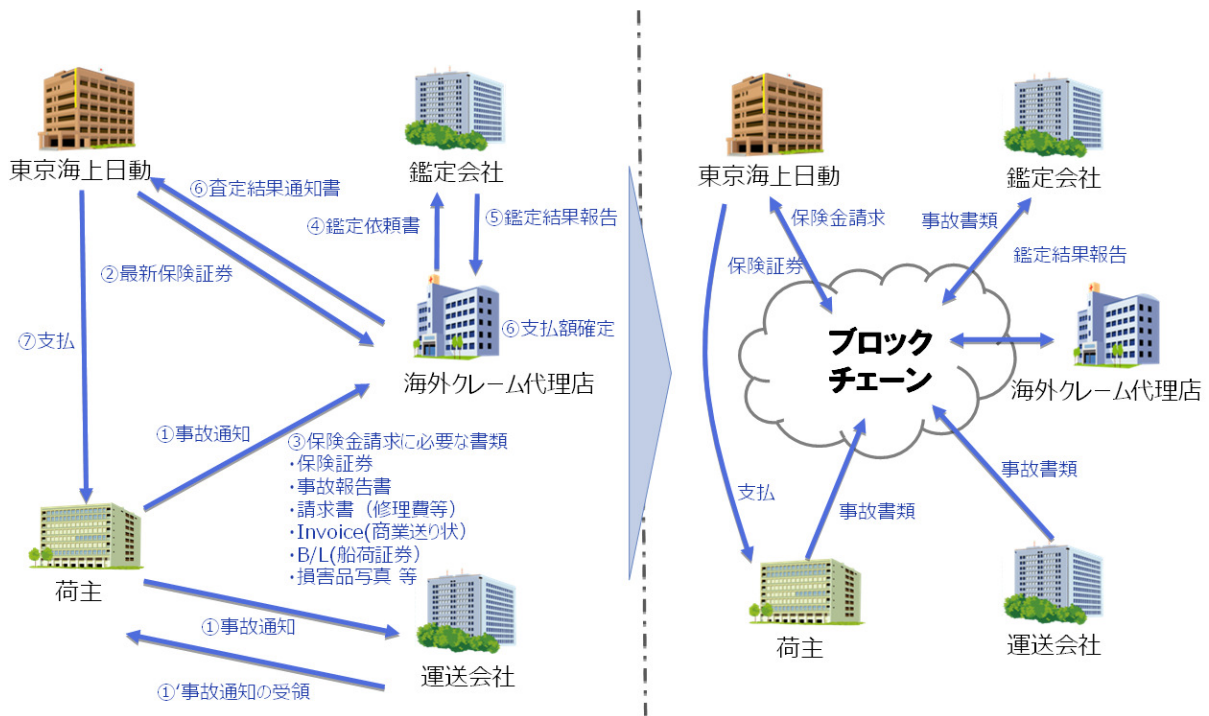 東京海上日動
鑑定会社
⑥査定結果通知書
④鑑定依頼書
⑤鑑定結果報告
②最新保険証券
⑦支払
⑥支払額確定
海外クレーム代理店
①事故通知
③保険金請求に必要な書類
・保険証券
・事故報告書
・請求書（修理費等）
・Invoice(商業送り状)
・B/L(船荷証券)
・損害品写真 等
荷主
①事故通知
運送会社
①‘事故通知の受領
東京海上日動
鑑定会社
保険金請求
事故書類
保険証券
鑑定結果報告
ブロック
チェーン
海外クレーム代理店
事故書類
支払
事故書類
荷主
運送会社